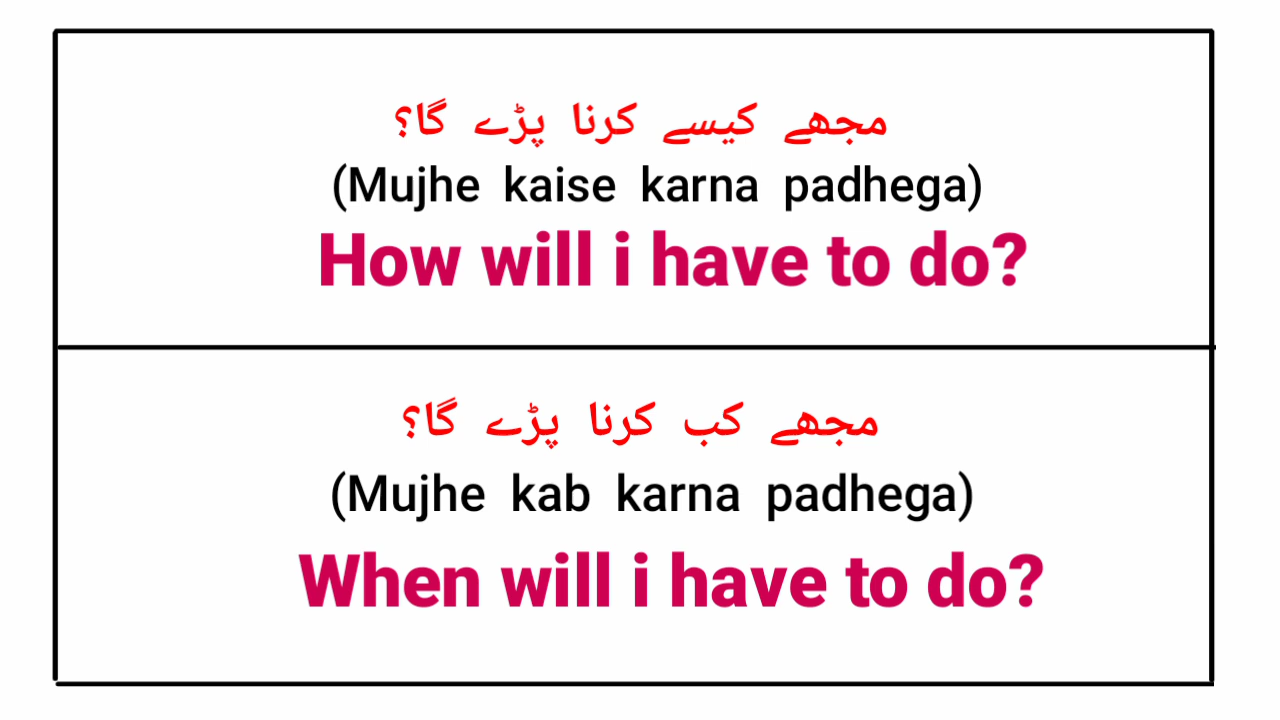 مجھے کیسے کرنا پڑے گا؟
(Mujhe kaise karna padhega)
How will i have to do?
مجھے کب کرنا پڑے گا؟
(Mujhe kab karna padhega)
When will i have to do?